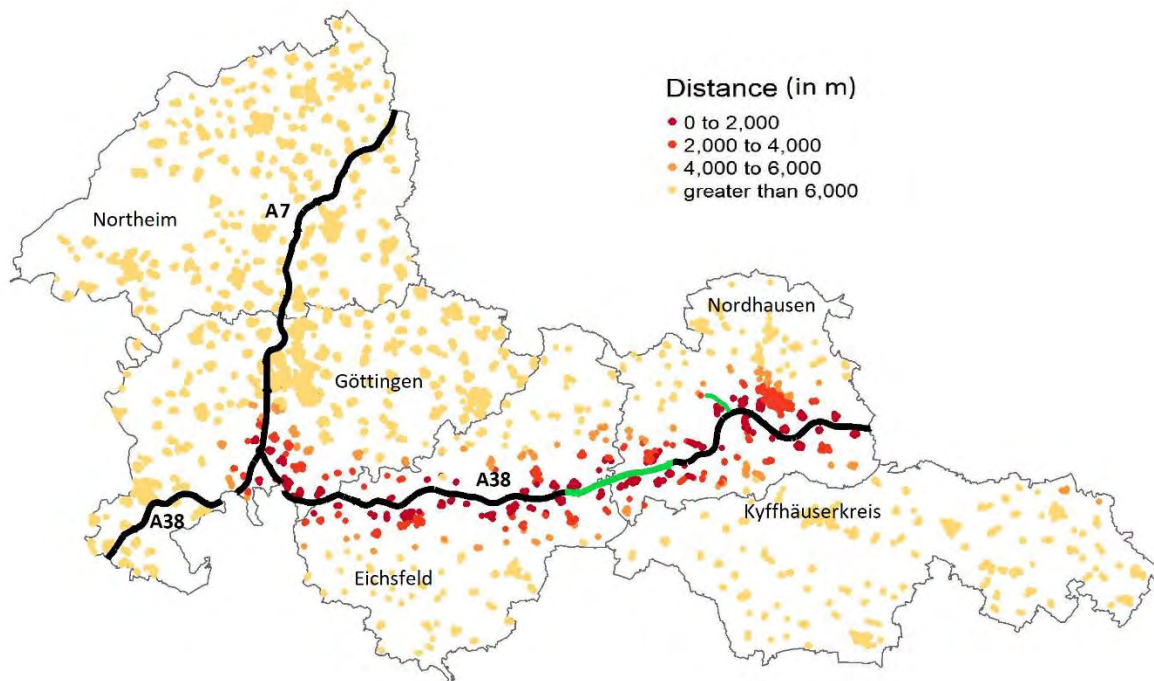 Distance (in m)
0 to 2,000
2,000 to 4,000
4,000 to 6,000
greater than 6,000
Northeim
A7
Nordhausen
Göttingen
A38
A38
Kyffhäuserkreis
Eichsfeld